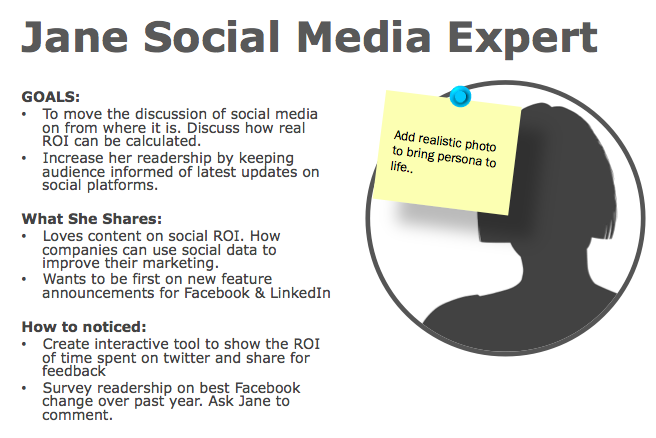 Jane Social Media Expert
GOALS:
• To move the discussion of social media
on from where it is. Discuss how real
ROI can be calculated.
• Increase her readership by keeping
audience informed of latest updates on
social platforms.
What She Shares:
• Loves content on social ROI. How
companies can use social data to
improve their marketing.
• Wants to be first on new feature
announcements for Facebook & LinkedIn
How to noticed:
• Create interactive tool to show the ROI
of time spent on twitter and share for
feedback
• Survey readership on best Facebook
change over past year. Ask Jane to
comment.
Add realistic photo
to bring persona to
life..